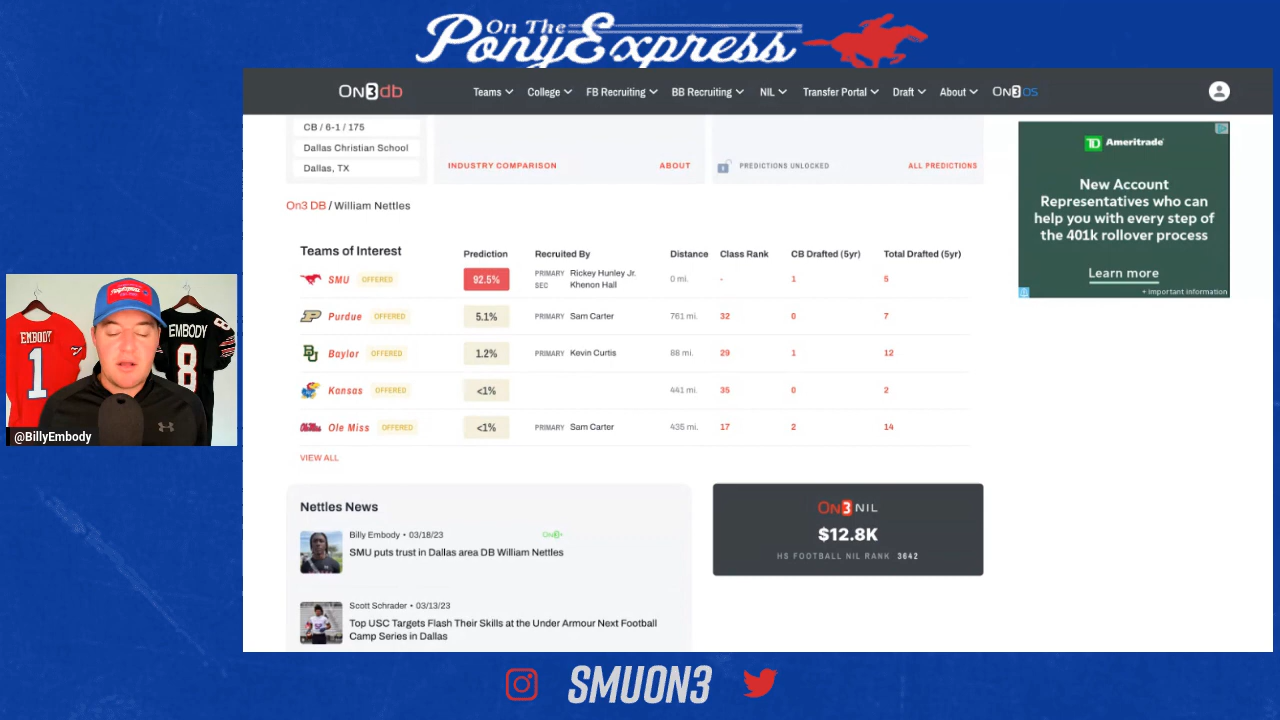 On The
Pony Express
On3db
Teams College FB Recruiting BB Recruiting NIL Transfer Portal Draft About On3OS
CB / 6-1 / 175
Dallas Christian School
Dallas, TX
INDUSTRY COMPARISON ABOUT
PREDICTIONS UNLOCKED ALL PREDICTIONS
TD Ameritrade
New Account
Representatives who can
help you with every step of
the 401k rollover process
Learn more
+ important information
On3 DB / William Nettles
Teams of Interest Prediction Recruited By Distance Class Rank CB Drafted (5yr) Total Drafted (5yr)
SMU OFFERED 92.5% PRIMARY Rickey Hunley Jr. 0 mi. - 1 5
SEC Khenon Hall
Purdue OFFERED 5.1% PRIMARY Sam Carter 761 mi. 32 0 7
BU Baylor OFFERED 1.2% PRIMARY Kevin Curtis 88 mi. 29 1 12
Kansas OFFERED <1% 441 mi. 35 0 2
Ole Miss Ole Miss OFFERED <1% PRIMARY Sam Carter 435 mi. 17 2 14
VIEW ALL
Nettles News
Billy Embody • 03/18/23 On3+
SMU puts trust in Dallas area DB William Nettles
Scott Schrader • 03/13/23
Top USC Targets Flash Their Skills at the Under Armour Next Football
Camp Series in Dallas
On3 NIL
$12.8K
HS FOOTBALL NIL RANK 3642
EMBODY
1
EMBODY
8
8
@BillyEmbody
SMUON3